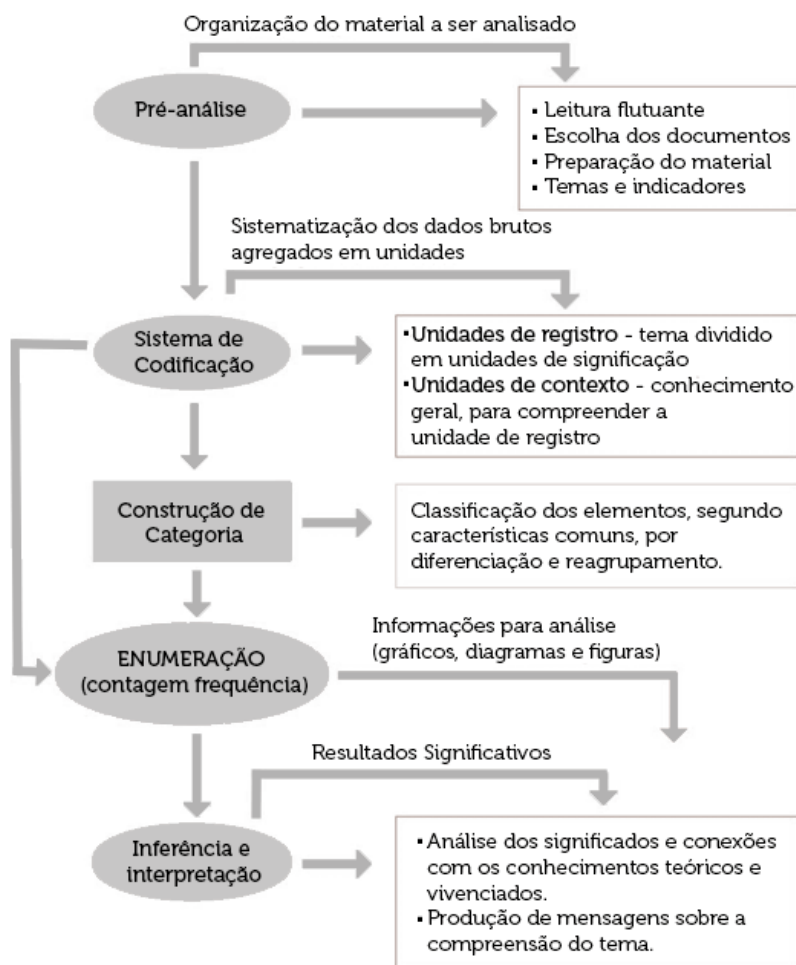 Organização do material a ser analisado
Pré-análise
▪ Leitura flutuante
▪ Escolha dos documentos
▪ Preparação do material
▪ Temas e indicadores
Sistematização dos dados brutos
agregados em unidades
Sistema de
Codificação
▪ Unidades de registro - tema dividido
em unidades de significação
▪ Unidades de contexto - conhecimento
geral, para compreender a
unidade de registro
Construção de
Categoria
Classificação dos elementos, segundo
características comuns, por
diferenciação e reagrupamento.
Informações para análise
(gráficos, diagramas e figuras)
ENUMERAÇÃO
(contagem frequência)
Resultados Significativos
Inferência e
interpretação
▪ Análise dos significados e conexões
com os conhecimentos teóricos e
vivenciados.
▪ Produção de mensagens sobre a
compreensão do tema.